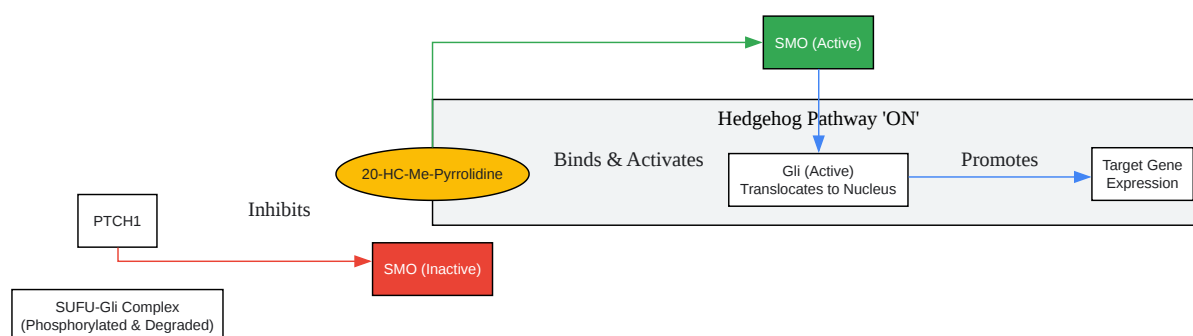 SMO (Active)
Hedgehog Pathway 'ON'
Binds & Activates
Gli (Active)
Translocates to Nucleus
Promotes
Target Gene
Expression
20-HC-Me-Pyrrolidine
PTCH1
Inhibits
SMO (Inactive)
SUFU-Gli Complex
(Phosphorylated & Degraded)